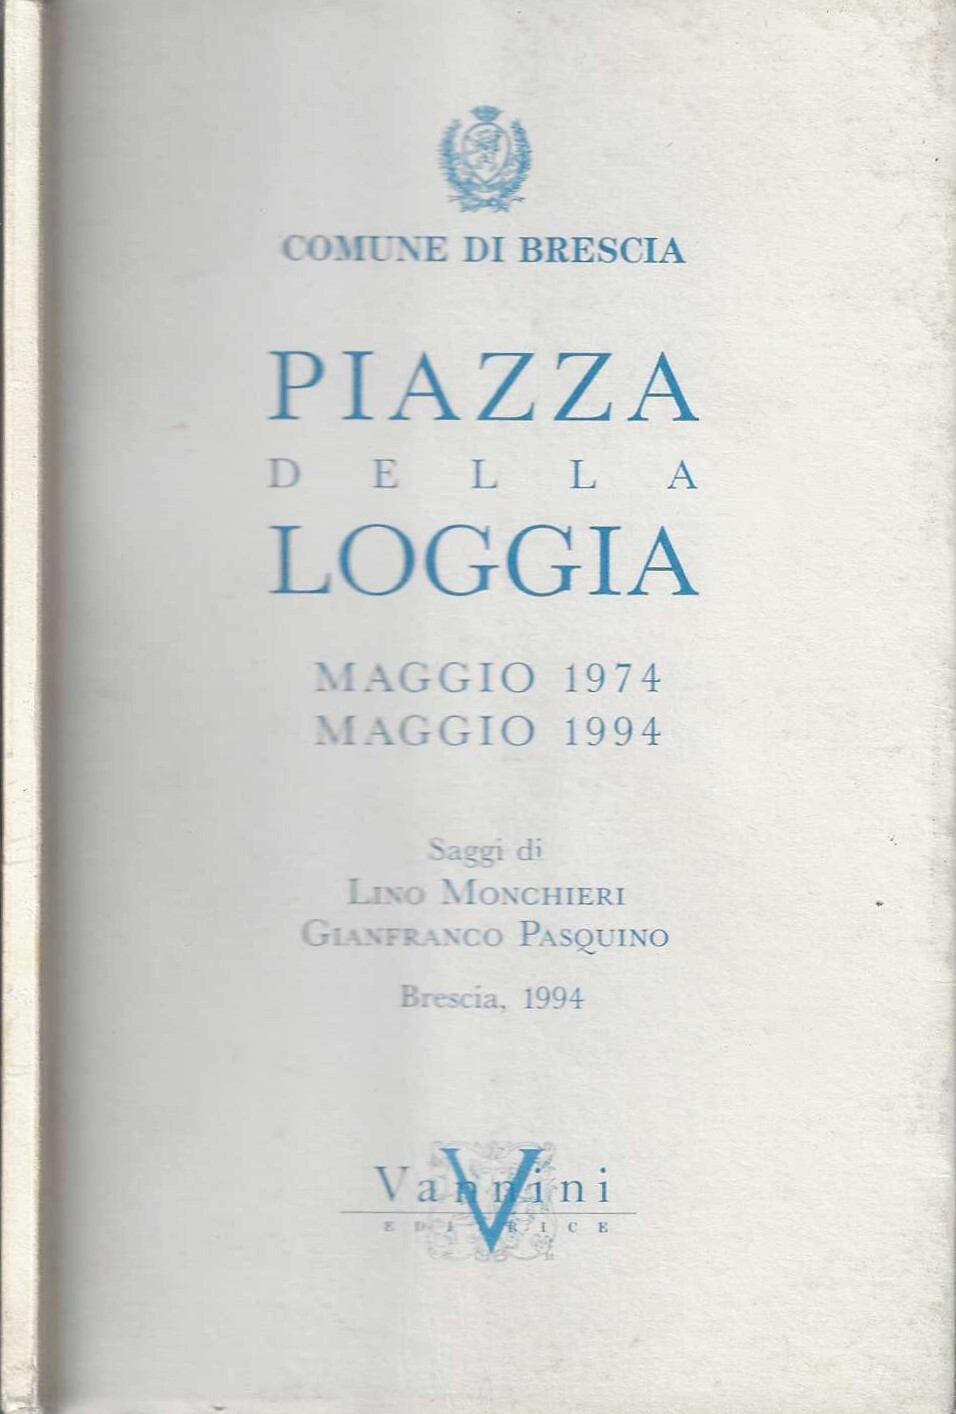 COMUNE DI BRESCIA
PIAZZA
DELLA
LOGGIA
MAGGIO 1974
MAGGIO 1994
Saggi di
LINO MONCHIERI
GIANFRANCO PASQUINO
Brescia, 1994
Vannini
EDITRICE